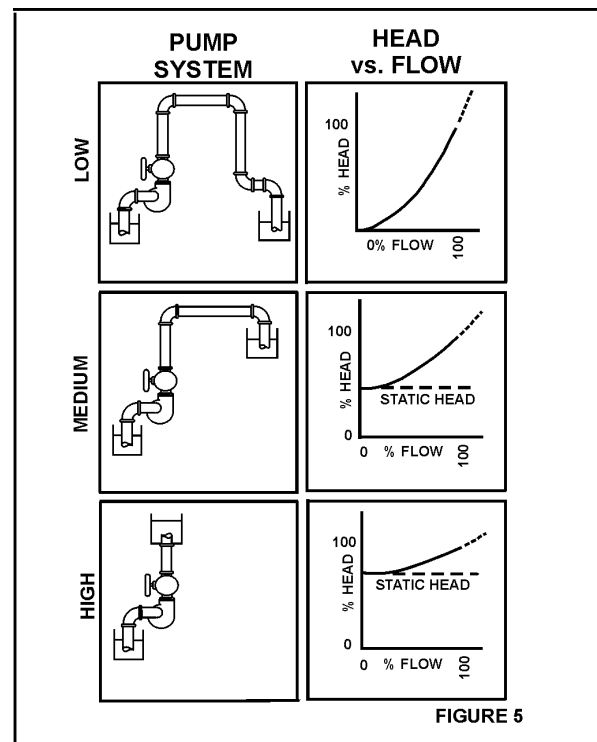 PUMP
SYSTEM
HEAD
vs. FLOW
LOW
100
% HEAD
0% FLOW
100
MEDIUM
100
% HEAD
STATIC HEAD
0
0
% FLOW
100
HIGH
100
% HEAD
STATIC HEAD
0
0
% FLOW
100
FIGURE 5